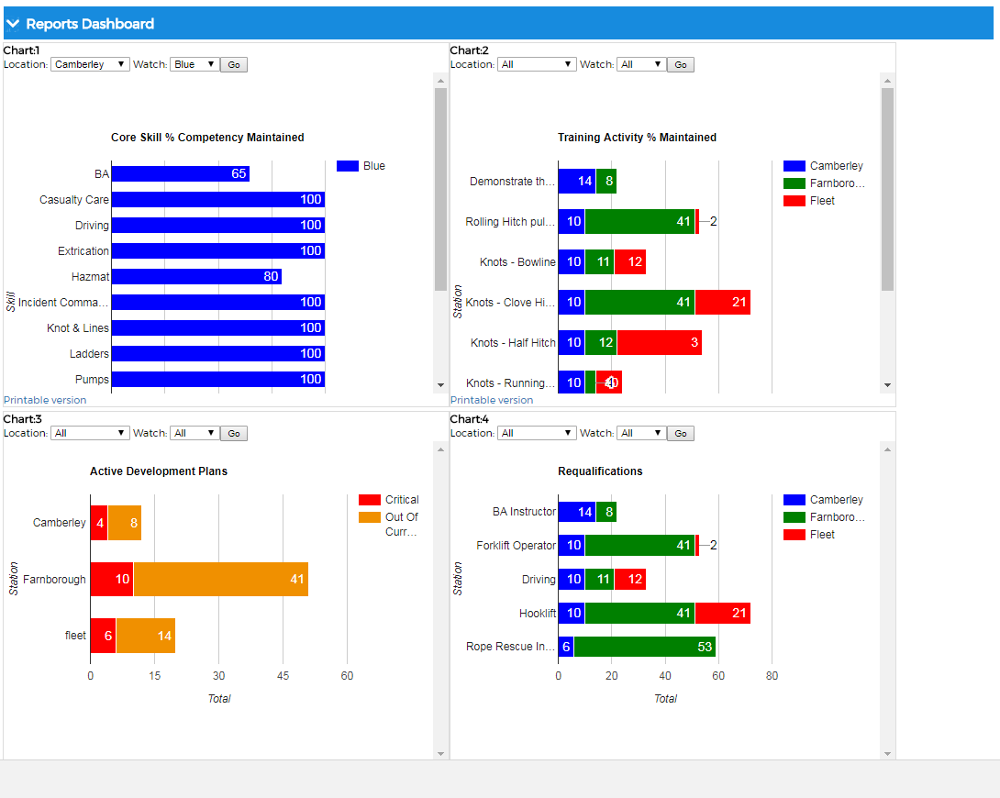 Reports Dashboard
Chart:1
Location: Camberley Watch: Blue Go
Core Skill % Competency Maintained
Blue
BA 65
Casualty Care 100
Driving 100
Extrication 100
Hazmat 80
Incident Comma... 100
Knot & Lines 100
Ladders 100
Pumps 100
Skill
Printable version
Chart:2
Location: All Watch: All Go
Training Activity % Maintained
Camberley
Farnboro...
Fleet
Demonstrate th... 14 8
Rolling Hitch pul... 10 41 2
Knots - Bowline 10 11 12
Knots - Clove Hi... 10 41 21
Knots - Half Hitch 10 12 3
Knots - Running... 10
Station
Printable version
Chart:3
Location: All Watch: All Go
Active Development Plans
Critical
Out Of
Curr...
Camberley 4 8
Farnborough 10 41
fleet 6 14
Station
0 15 30 45 60
Total
Chart:4
Location: All Watch: All Go
Requalifications
Camberley
Farnboro...
Fleet
BA Instructor 14 8
Forklift Operator 10 41 2
Driving 10 11 12
Hooklift 10 41 21
Rope Rescue In... 6 53
Station
0 20 40 60 80
Total